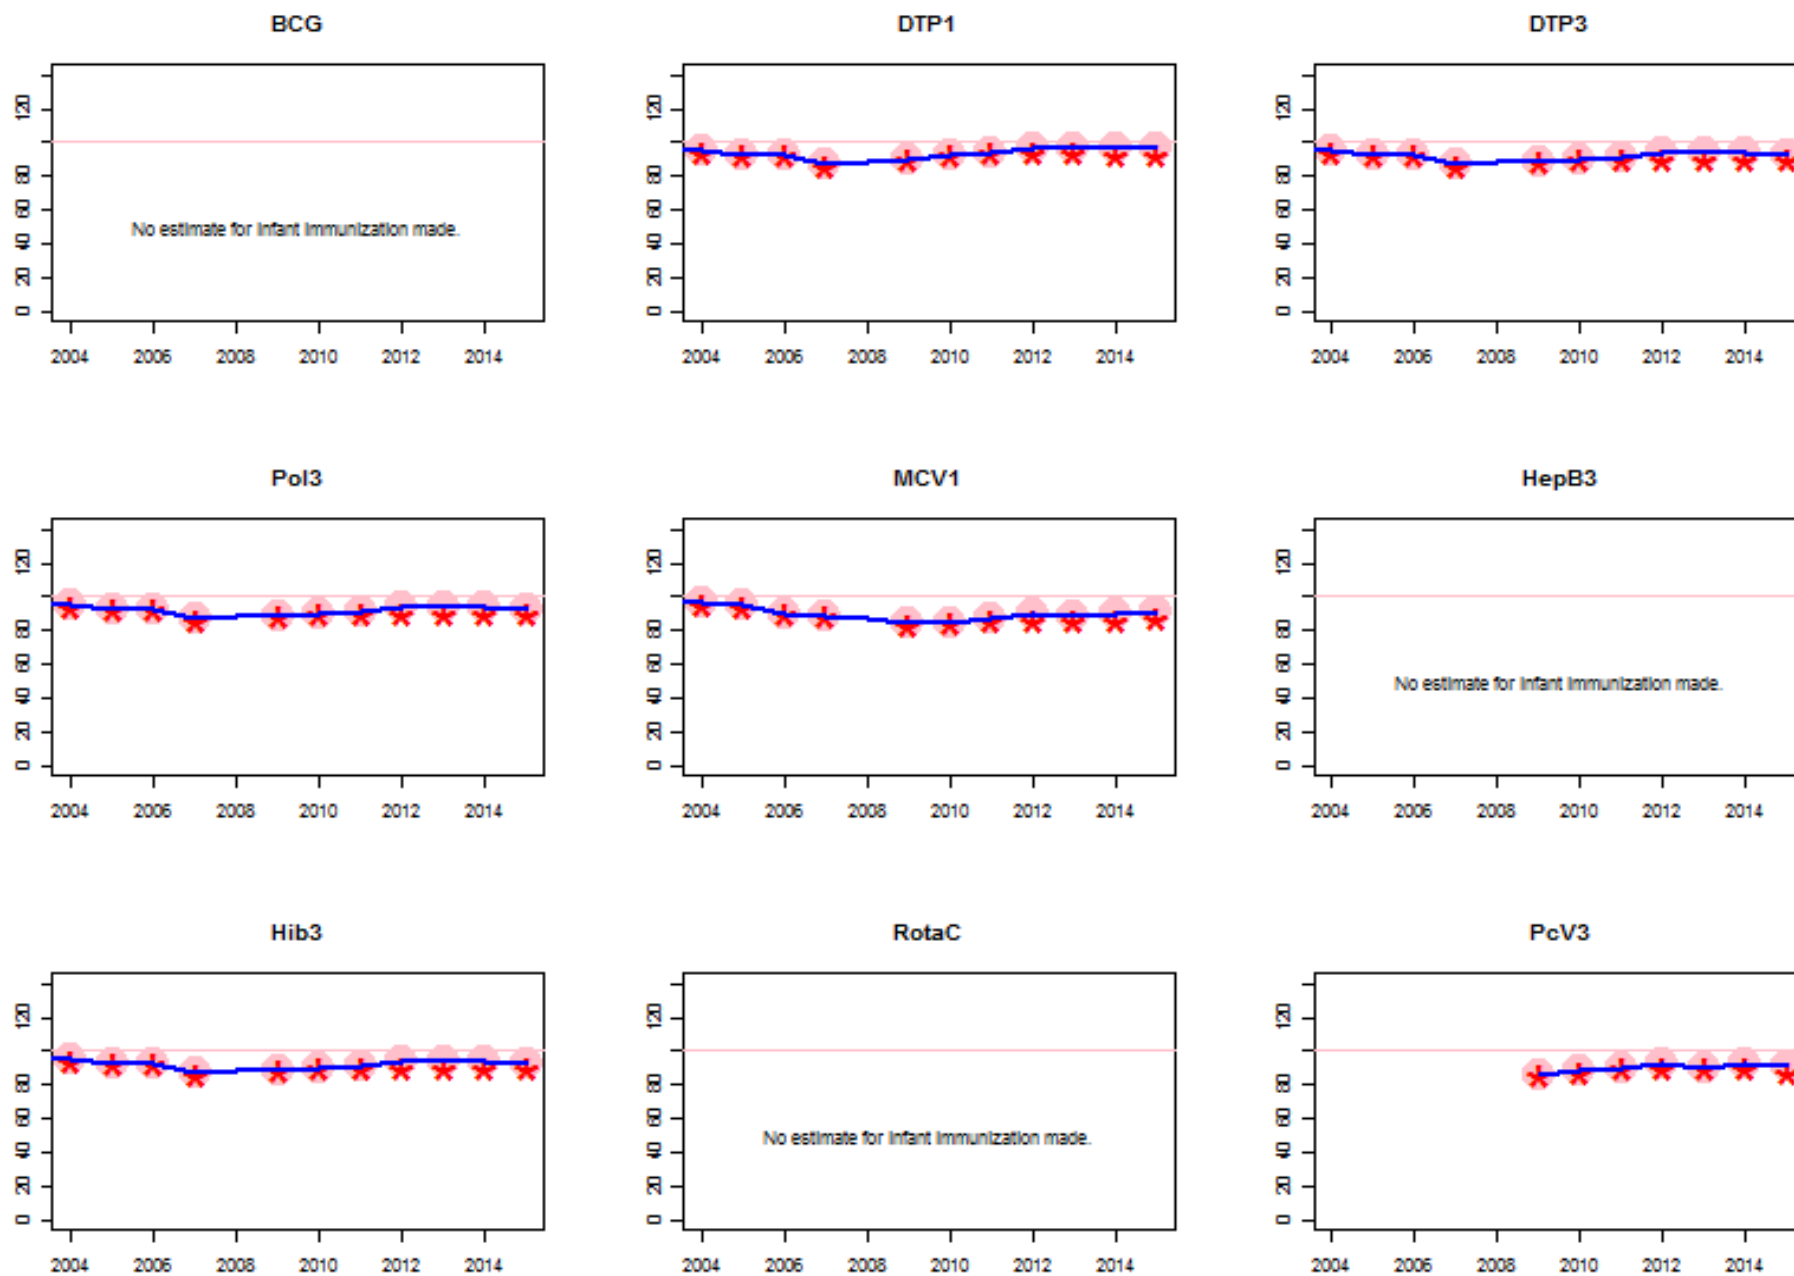 BCG DTP1 DTP3
120 120 120
80 80 80
60 60 60
No estimate for infant immunization made.
40 40 40
20 20 20
0 0 0
2004 2006 2008 2010 2012 2014 2004 2006 2008 2010 2012 2014 2004 2006 2008 2010 2012 2014
Pol3 MCV1 HepB3
120 120 120
80 80 80
60 60 60
No estimate for infant immunization made.
40 40 40
20 20 20
0 0 0
2004 2006 2008 2010 2012 2014 2004 2006 2008 2010 2012 2014 2004 2006 2008 2010 2012 2014
Hib3 RotaC PcV3
120 120 120
80 80 80
60 60 60
No estimate for infant immunization made.
40 40 40
20 20 20
0 0 0
2004 2006 2008 2010 2012 2014 2004 2006 2008 2010 2012 2014 2004 2006 2008 2010 2012 2014